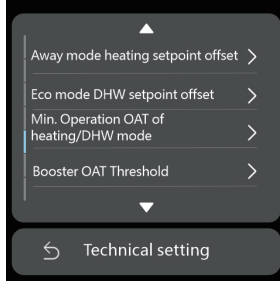 Away mode heating setpoint offset
Eco mode DHW setpoint offset
Min. Operation OAT of
heating/DHW mode
Booster OAT Threshold
Technical setting